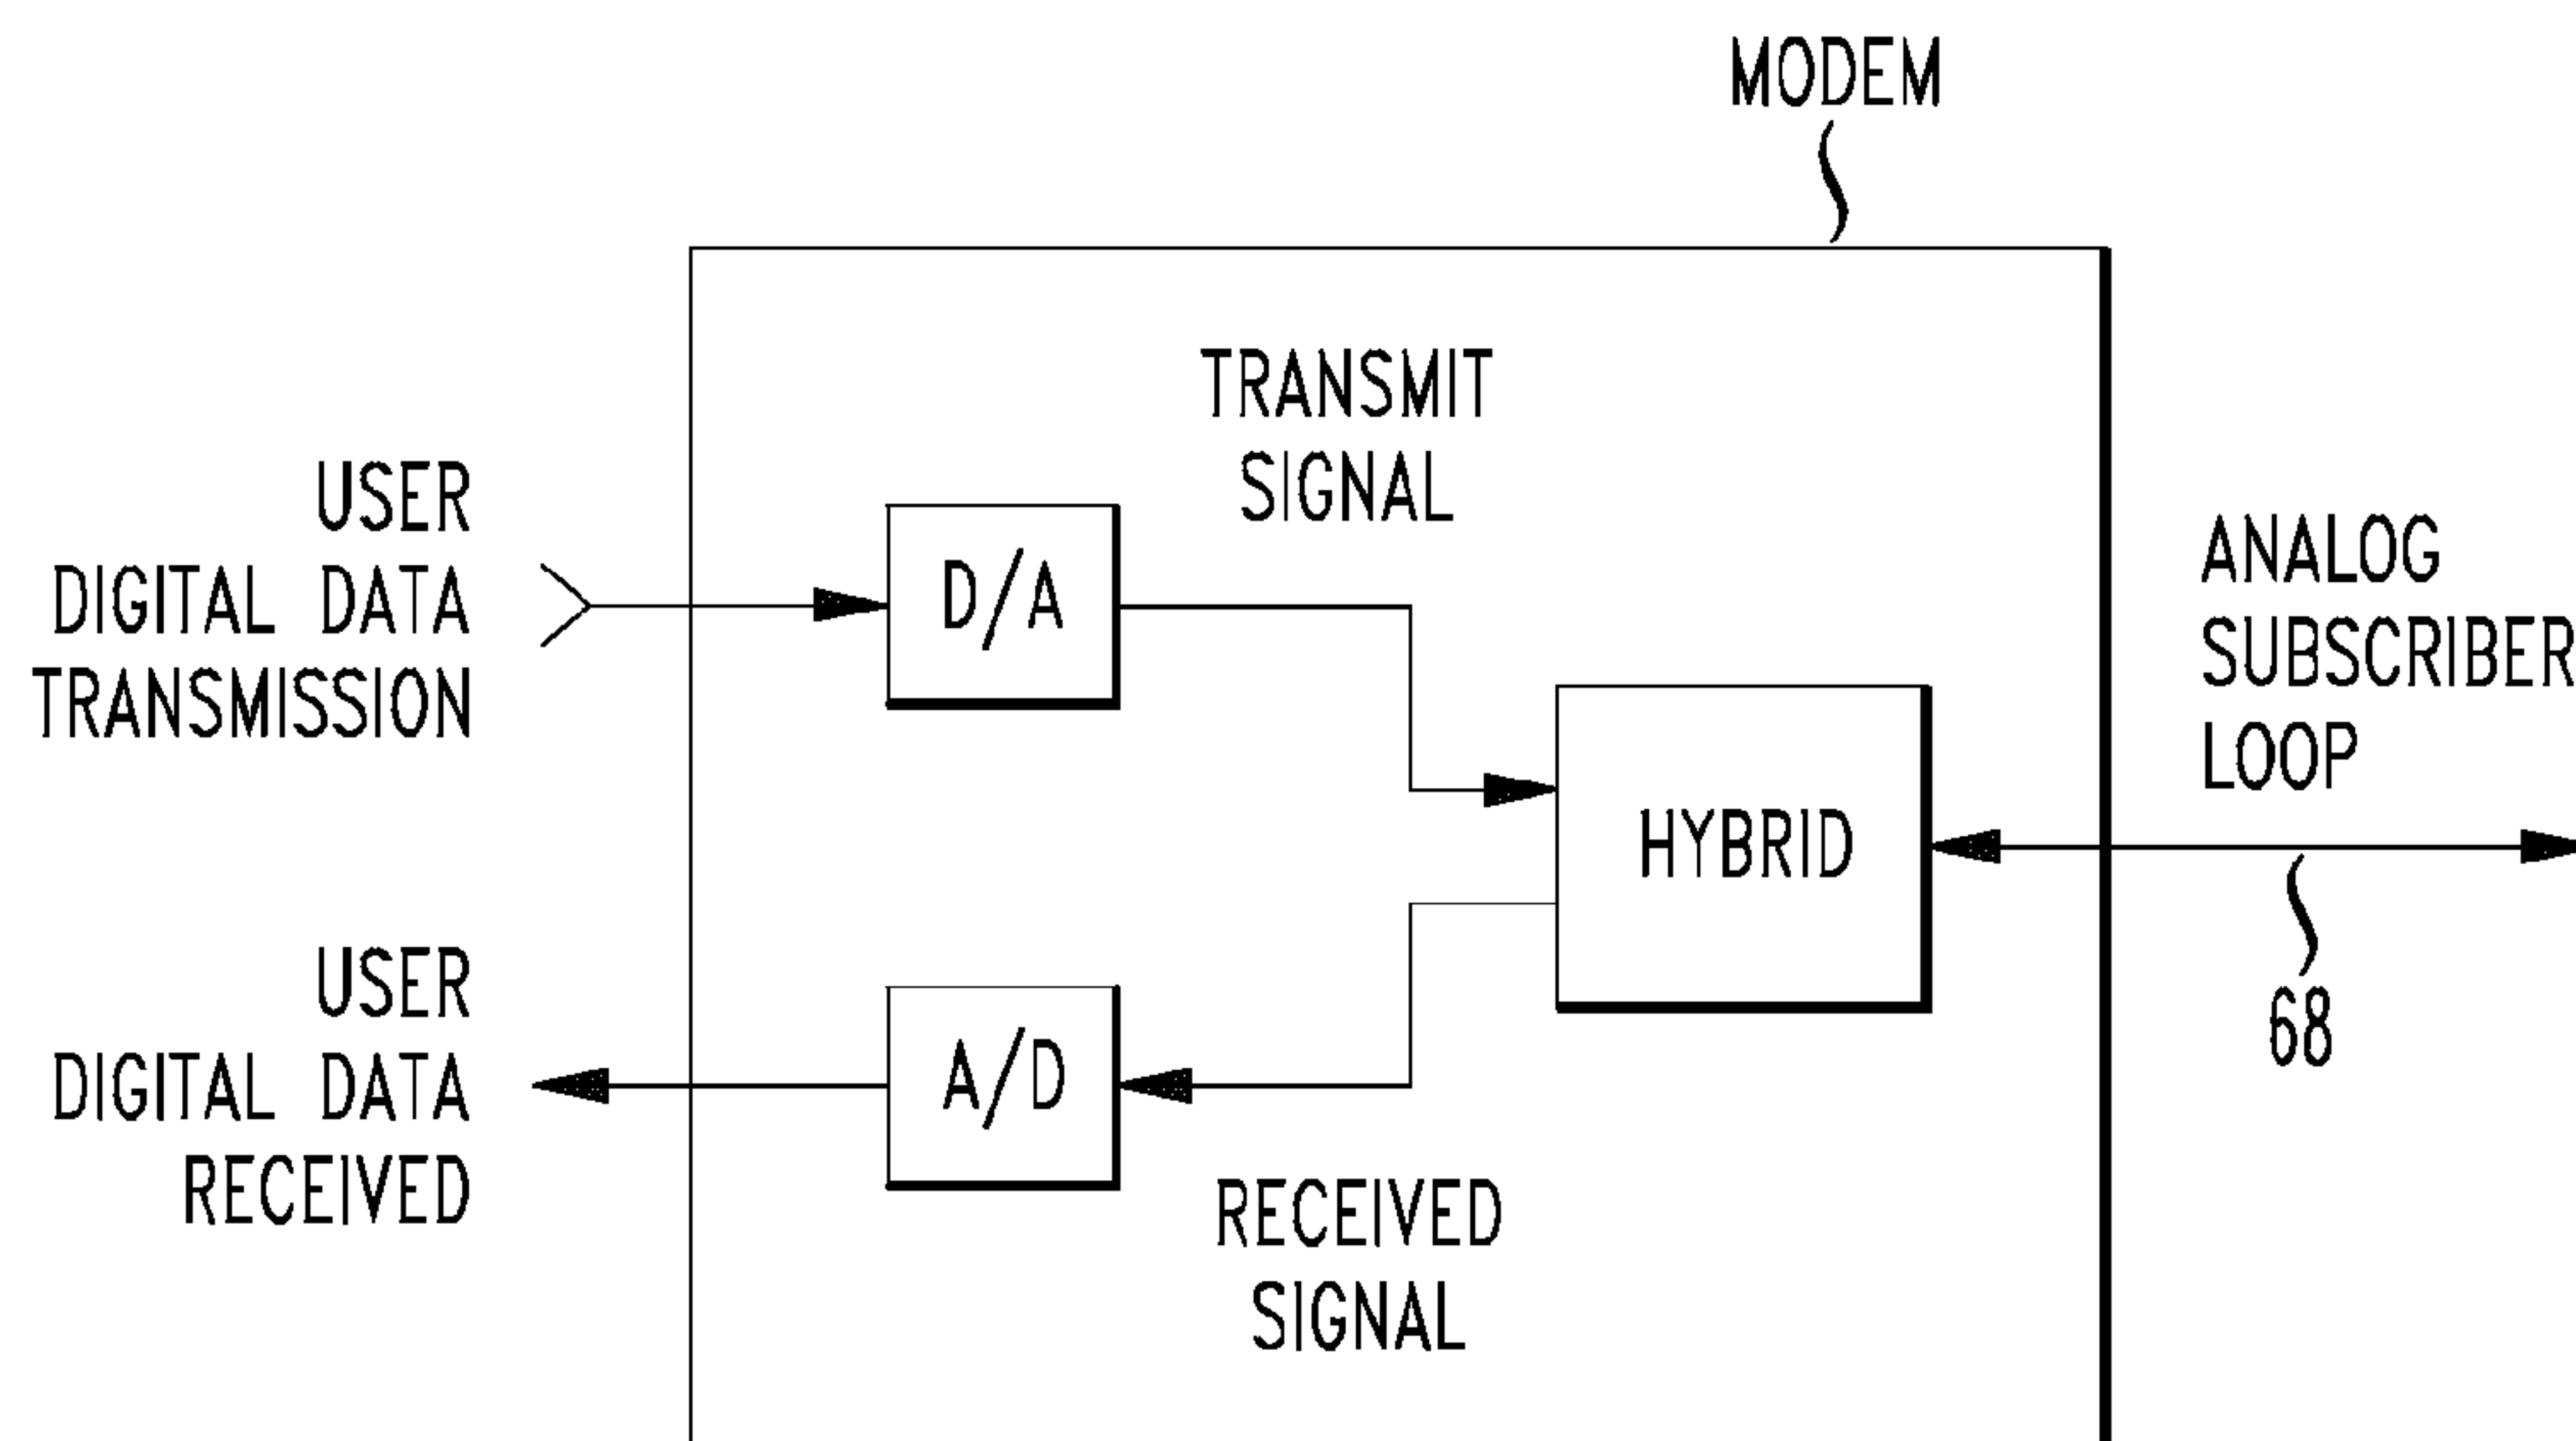 MODEM
TRANSMIT
SIGNAL
USER
DIGITAL DATA
TRANSMISSION
D/A
ANALOG
SUBSCRIBER
LOOP
HYBRID
USER
DIGITAL DATA
RECEIVED
A/D
68
RECEIVED
SIGNAL